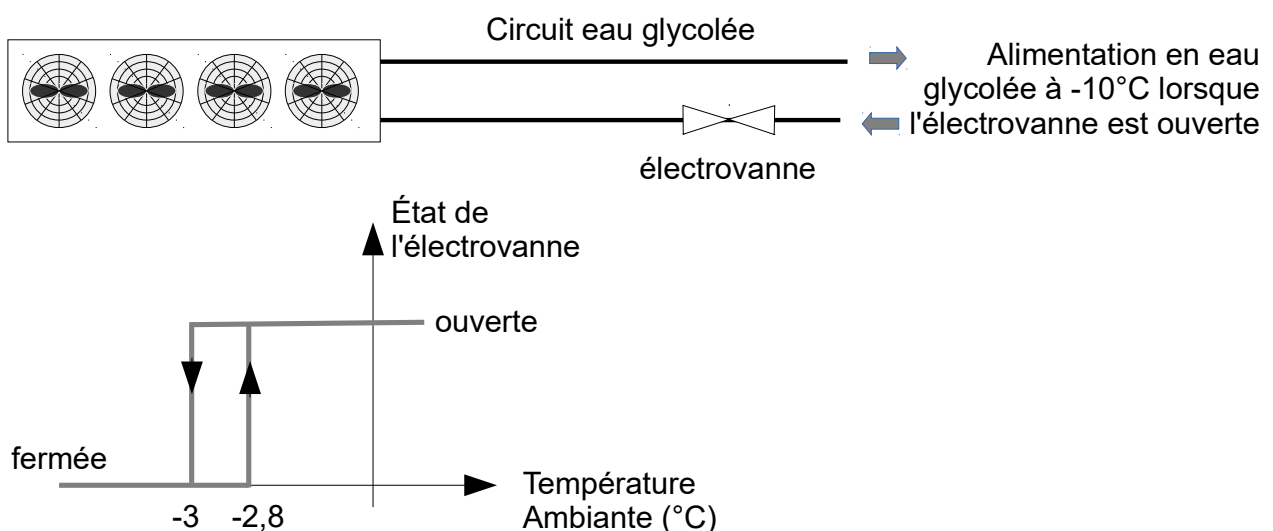 Circuit eau glycolée
Alimentation en eau
glycolée à -10°C lorsque
l'électrovanne est ouverte
électrovanne
État de
l'électrovanne
ouverte
fermée
Température
Ambiante (°C)
-3
-2,8